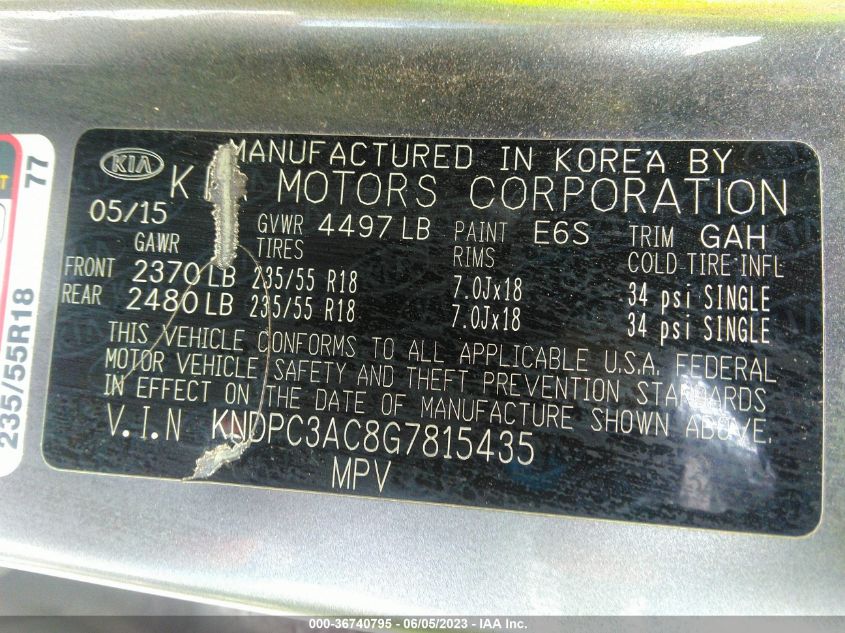 KIA
MANUFACTURED IN KOREA BY
K A MOTORS CORPORATION
05/15 GVWR 4497 LB PAINT E6S TRIM GAH
GAWR TIRES RIMS COLD TIRE INFL
FRONT 2370 LB 235/55 R18 7.0Jx18 34 psi SINGLE
REAR 2480 LB 235/55 R18 7.0Jx18 34 psi SINGLE
THIS VEHICLE CONFORMS TO ALL APPLICABLE U.S.A. FEDERAL
MOTOR VEHICLE SAFETY AND THEFT PREVENTION STANDARDS
IN EFFECT ON THE DATE OF MANUFACTURE SHOWN ABOVE.
V.I.N KNDPC3AC8G7815435
MPV
77
235/55R18
000-36740795 - 06/05/2023 - IAA Inc.